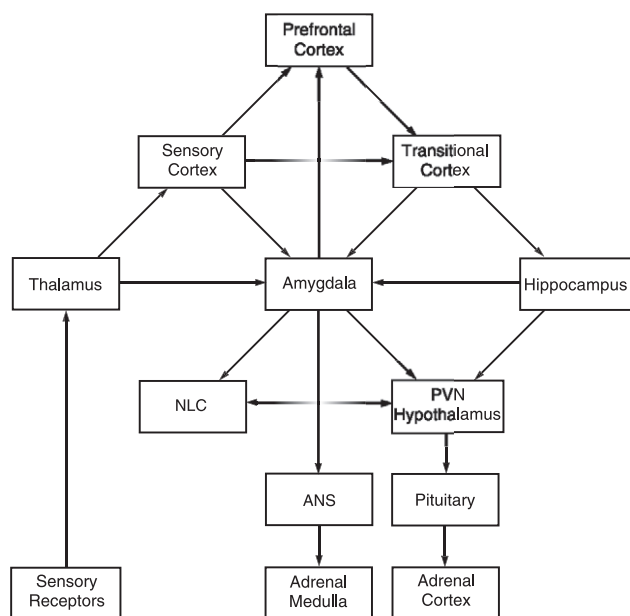 Prefrontal
Cortex
Sensory
Cortex
Transitional
Cortex
Thalamus
Amygdala
Hippocampus
NLC
PVN
Hypothalamus
ANS
Pituitary
Sensory
Receptors
Adrenal
Medulla
Adrenal
Cortex